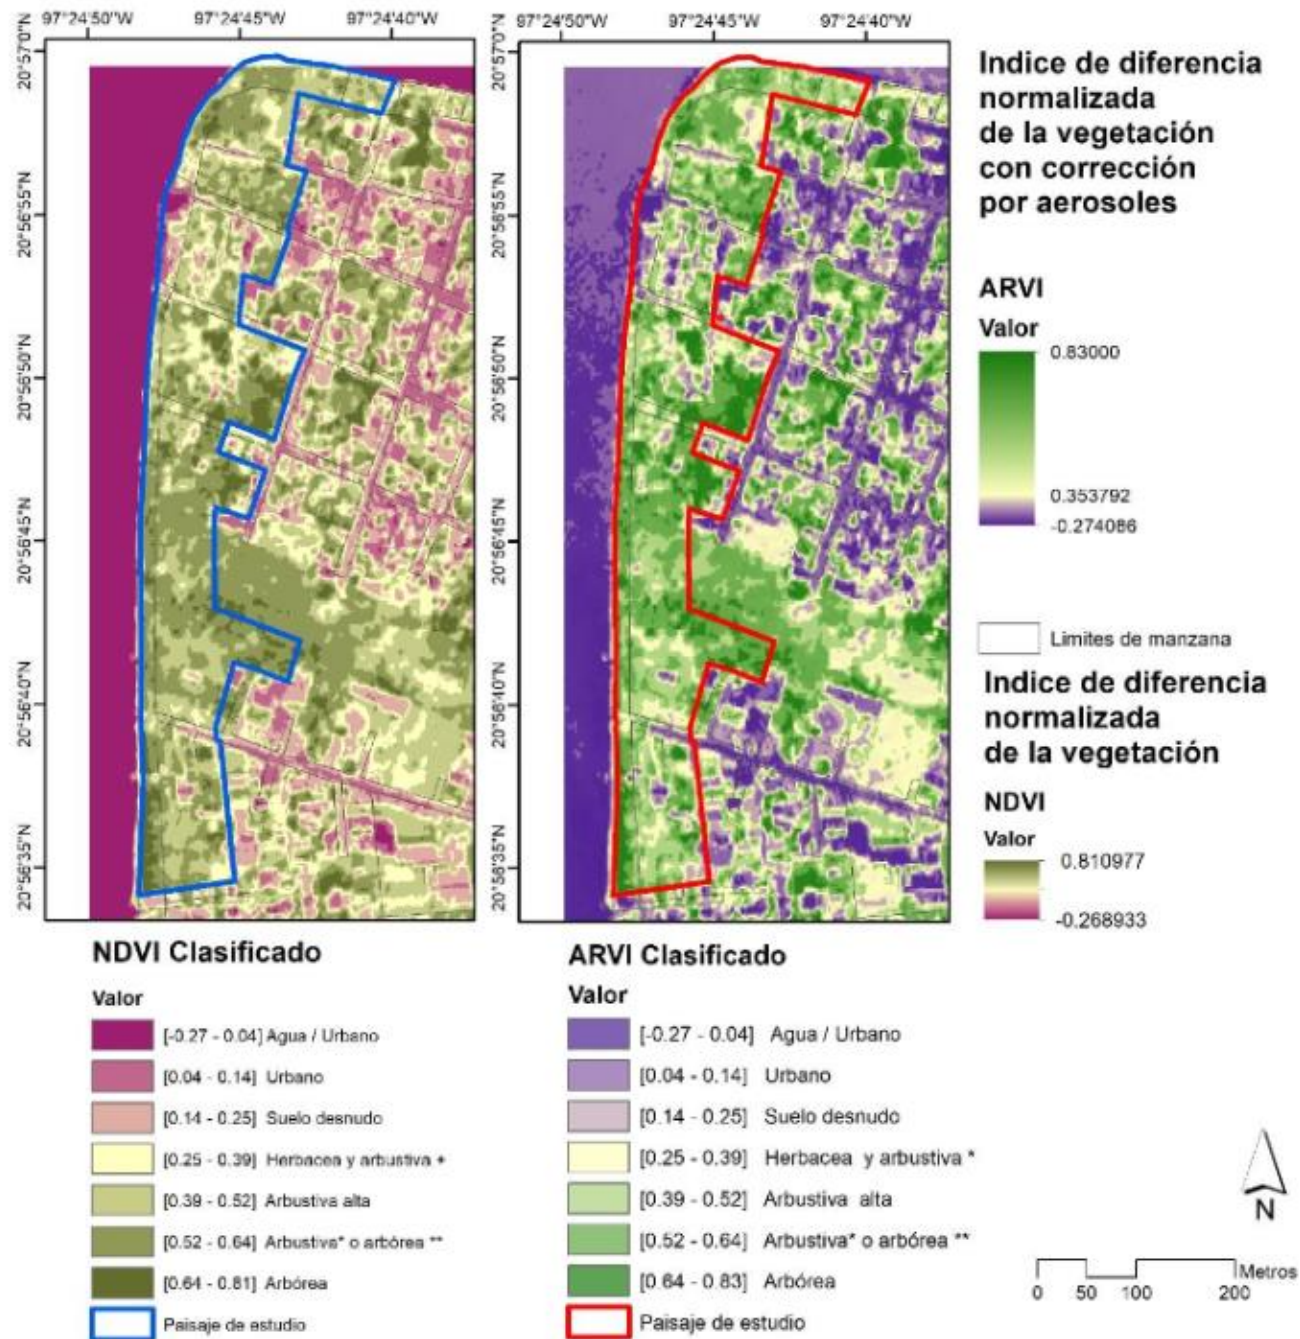 97°24'50"W 97°24'45"W 97°24'40"W
97°24'50"W 97°24'45"W 97°24'40"W
20°57'0"N
20°56'55"N
20°56'50"N
20°56'45"N
20°56'40"N
20°56'35"N
20°57'0"N
20°56'55"N
20°56'50"N
20°56'45"N
20°56'40"N
20°56'35"N
Indice de diferencia
normalizada
de la vegetación
con corrección
por aerosoles
ARVI
Valor
0.83000
0.353792
-0.274086
Limites de manzana
Indice de diferencia
normalizada
de la vegetación
NDVI
Valor
0.810977
-0.268933
NDVI Clasificado
Valor
[-0.27 - 0.04] Agua / Urbano
[0.04 - 0.14] Urbano
[0.14 - 0.25] Suelo desnudo
[0.25 - 0.39] Herbacea y arbustiva +
[0.39 - 0.52] Arbustiva alta
[0.52 - 0.64] Arbustiva* o arbórea **
[0.64 - 0.81] Arbórea
Paisaje de estudio
ARVI Clasificado
Valor
[-0.27 - 0.04] Agua / Urbano
[0.04 - 0.14] Urbano
[0.14 - 0.25] Suelo desnudo
[0.25 - 0.39] Herbacea y arbustiva *
[0.39 - 0.52] Arbustiva alta
[0.52 - 0.64] Arbustiva* o arbórea **
[0.64 - 0.83] Arbórea
Paisaje de estudio
N
Metros
0 50 100 200